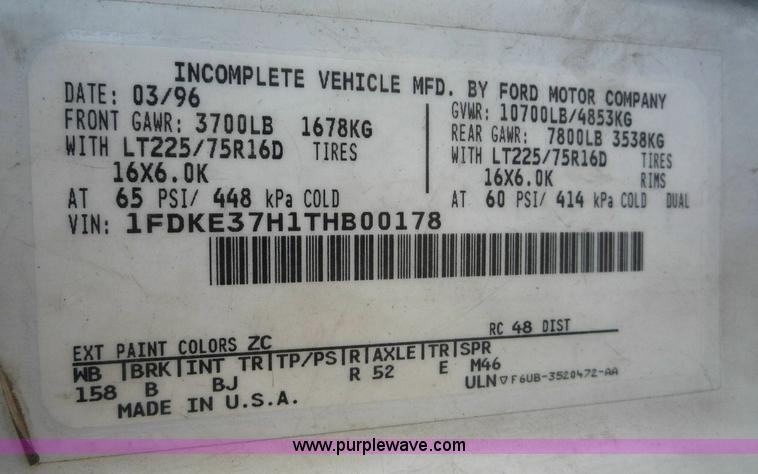 INCOMPLETE VEHICLE MFD. BY FORD MOTOR COMPANY
DATE: 03/96 GVWR: 10700LB/4853KG
FRONT GAWR: 3700LB 1678KG REAR GAWR: 7800LB 3538KG
WITH LT225/75R16D TIRES WITH LT225/75R16D TIRES
16X6.0K 16X6.0K RIMS
AT 65 PSI/ 448 kPa COLD AT 60 PSI/ 414 kPa COLD DUAL
VIN: 1FDKE37H1THB00178
EXT PAINT COLORS ZC RC 48 DIST
WB BRK INT TR TP/PS R AXLE TR SPR
158 B BJ R 52 E M46
MADE IN U.S.A. ULN F6UB-3520472-AA
www.purplewave.com